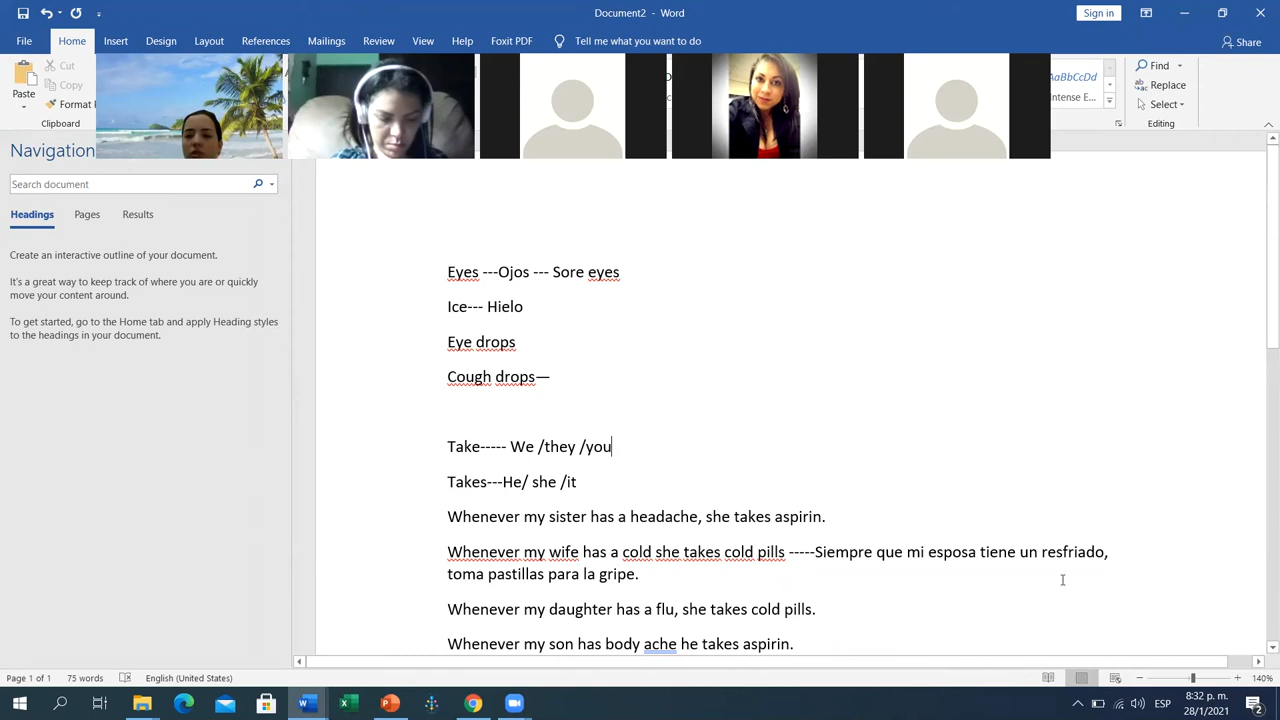 Document2 - Word
Sign in
File
Home
Insert
Design
Layout
References
Mailings
Review
View
Help
Foxit PDF
Tell me what you want to do
Share
Paste
Cut
Copy
Format
Clipboard
AaBbCcDd
Intense E...
Find
Replace
Select
Editing
Navigation
Search document
Headings
Pages
Results
Create an interactive outline of your document.
It's a great way to keep track of where you are or quickly
move your content around.
To get started, go to the Home tab and apply Heading styles
to the headings in your document.
Eyes ---Ojos --- Sore eyes
Ice--- Hielo
Eye drops
Cough drops—
Take----- We /they /you
Takes---He/ she /it
Whenever my sister has a headache, she takes aspirin.
Whenever my wife has a cold she takes cold pills -----Siempre que mi esposa tiene un resfriado,
toma pastillas para la gripe.
Whenever my daughter has a flu, she takes cold pills.
Whenever my son has body ache he takes aspirin.
Page 1 of 1
75 words
English (United States)
140%
ESP
8:32 p. m.
28/1/2021
2